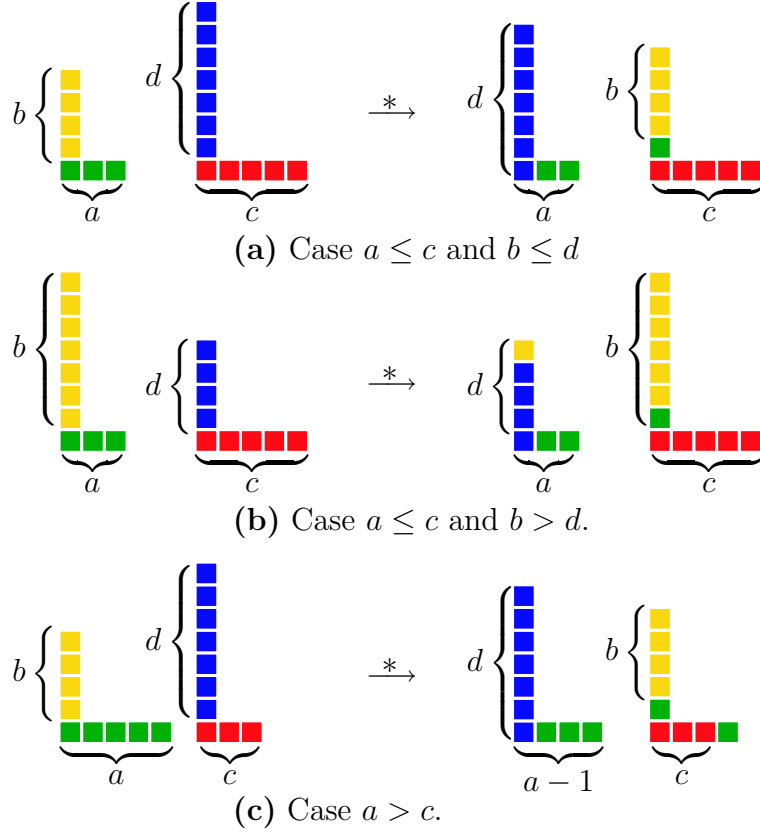 b d * d b
a c a c
(a) Case a ≤ c and b ≤ d
b d * d b
a c a c
(b) Case a ≤ c and b > d.
b d * d b
a c a − 1 c
(c) Case a > c.